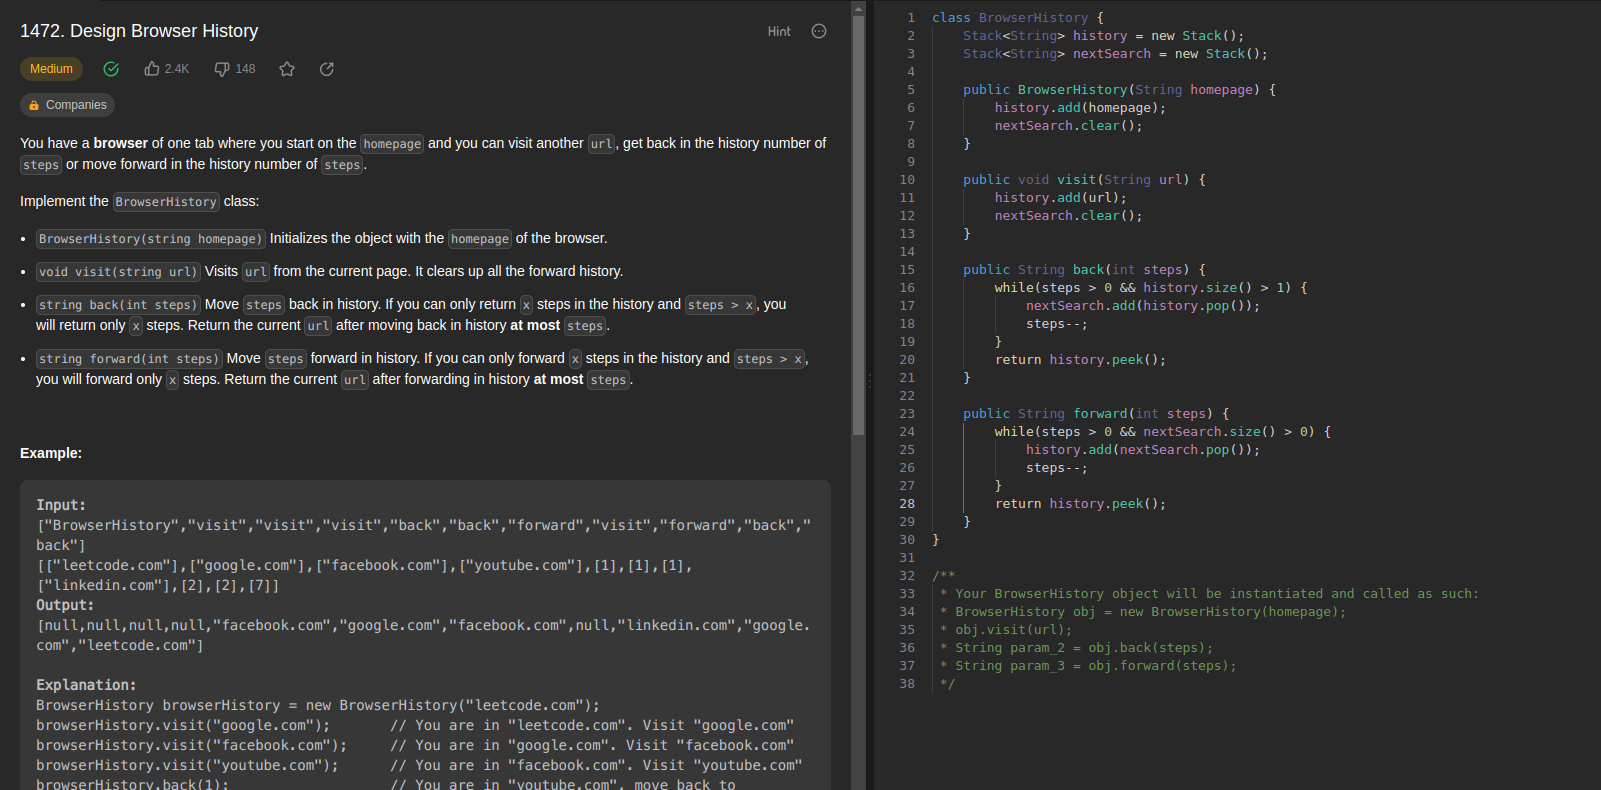 1472. Design Browser History
Hint
Medium
2.4K
148
Companies
You have a browser of one tab where you start on the homepage and you can visit another url, get back in the history number of
steps or move forward in the history number of steps.
Implement the BrowserHistory class:
• BrowserHistory(string homepage) Initializes the object with the homepage of the browser.
• void visit(string url) Visits url from the current page. It clears up all the forward history.
• string back(int steps) Move steps back in history. If you can only return x steps in the history and steps > x, you
will return only x steps. Return the current url after moving back in history at most steps.
• string forward(int steps) Move steps forward in history. If you can only forward x steps in the history and steps > x,
you will forward only x steps. Return the current url after forwarding in history at most steps.
Example:
Input:
["BrowserHistory","visit","visit","visit","back","back","forward","visit","forward","back","
back"]
[["leetcode.com"],["google.com"],["facebook.com"],["youtube.com"],[1],[1],[1],
["linkedin.com"],[2],[2],[7]]
Output:
[null,null,null,null,"facebook.com","google.com","facebook.com",null,"linkedin.com","google.
com","leetcode.com"]
Explanation:
BrowserHistory browserHistory = new BrowserHistory("leetcode.com");
browserHistory.visit("google.com");       // You are in "leetcode.com". Visit "google.com"
browserHistory.visit("facebook.com");     // You are in "google.com". Visit "facebook.com"
browserHistory.visit("youtube.com");      // You are in "facebook.com". Visit "youtube.com"
browserHistory.back(1);                   // You are in "youtube.com", move back to
1 class BrowserHistory {
2     Stack<String> history = new Stack();
3     Stack<String> nextSearch = new Stack();
4
5     public BrowserHistory(String homepage) {
6         history.add(homepage);
7         nextSearch.clear();
8     }
9
10     public void visit(String url) {
11         history.add(url);
12         nextSearch.clear();
13     }
14
15     public String back(int steps) {
16         while(steps > 0 && history.size() > 1) {
17             nextSearch.add(history.pop());
18             steps--;
19         }
20         return history.peek();
21     }
22
23     public String forward(int steps) {
24         while(steps > 0 && nextSearch.size() > 0) {
25             history.add(nextSearch.pop());
26             steps--;
27         }
28         return history.peek();
29     }
30 }
31
32 /**
33  * Your BrowserHistory object will be instantiated and called as such:
34  * BrowserHistory obj = new BrowserHistory(homepage);
35  * obj.visit(url);
36  * String param_2 = obj.back(steps);
37  * String param_3 = obj.forward(steps);
38  */